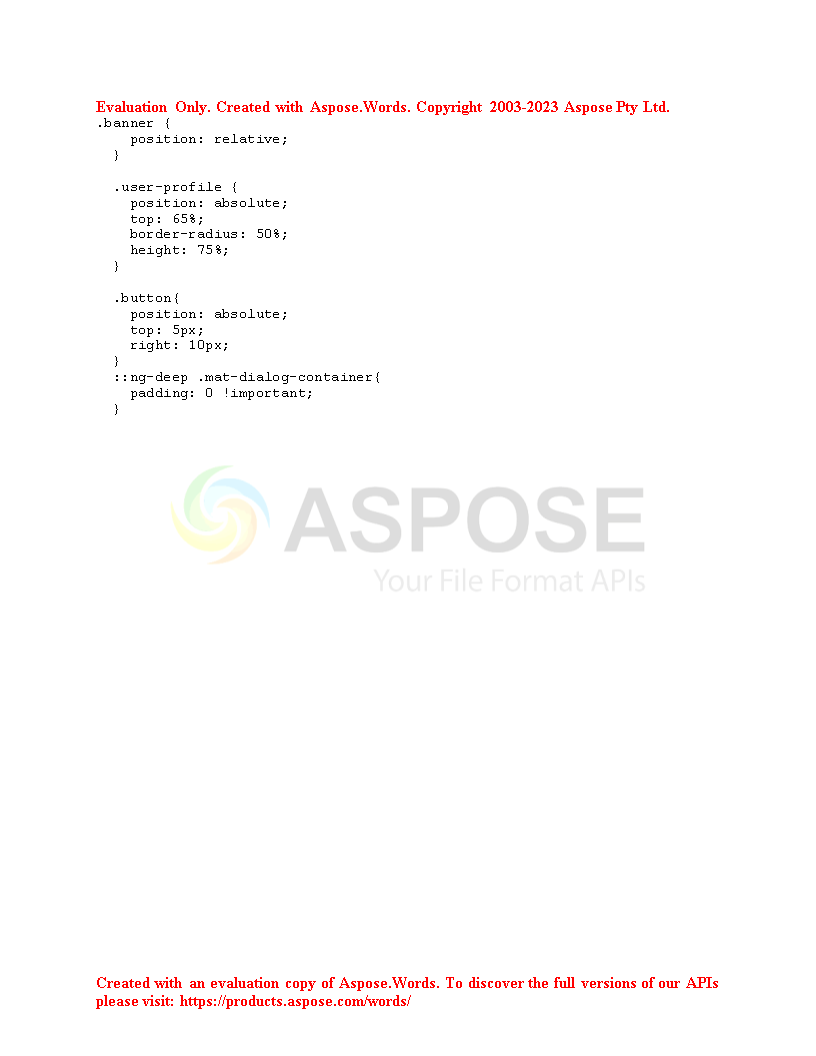 Evaluation Only. Created with Aspose.Words. Copyright 2003-2023 Aspose Pty Ltd.
.banner {
    position: relative;
  }

  .user-profile {
    position: absolute;
    top: 65%;
    border-radius: 50%;
    height: 75%;
  }

  .button{
    position: absolute;
    top: 5px;
    right: 10px;
  }
  ::ng-deep .mat-dialog-container{
    padding: 0 !important;
  }
ASPOSE
Your File Format APIs
Created with an evaluation copy of Aspose.Words. To discover the full versions of our APIs
please visit: https://products.aspose.com/words/